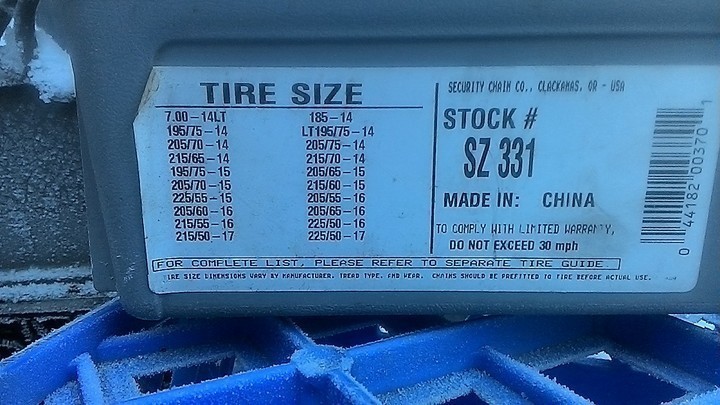 TIRE SIZE
7.00-14LT 185-14
195/75-14 LT195/75-14
205/70-14 205/75-14
215/65-14 215/70-14
195/75-15 205/65-15
205/70-15 215/60-15
225/55-15 205/55-16
205/60-16 205/65-16
215/55-16 225/50-16
215/50-17 225/50-17
SECURITY CHAIN CO., CLACKAMAS, OR - USA
STOCK #
SZ 331
MADE IN: CHINA
TO COMPLY WITH LIMITED WARRANTY,
DO NOT EXCEED 30 mph
0 44182 00370 1
FOR COMPLETE LIST, PLEASE REFER TO SEPARATE TIRE GUIDE
TIRE SIZE DIMENSIONS VARY BY MANUFACTURER, TREAD TYPE, AND WEAR. CHAINS SHOULD BE PREFITTED TO TIRE BEFORE ACTUAL USE.